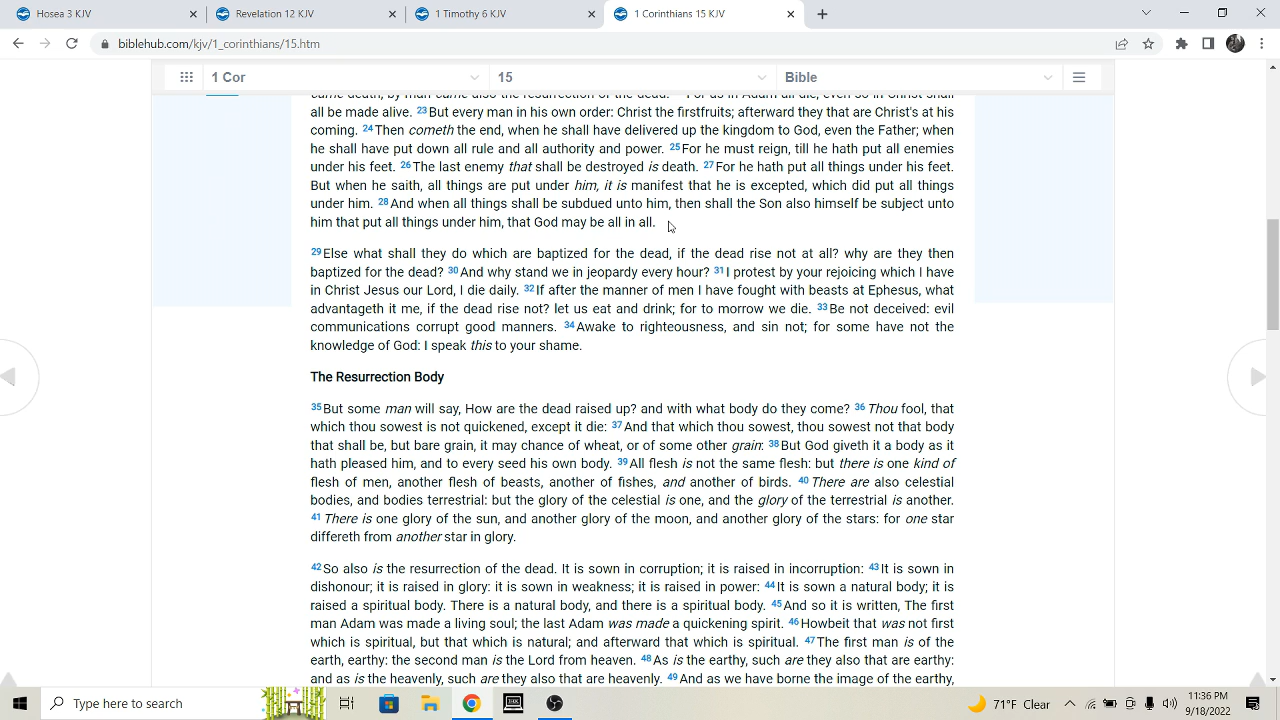 Hosea 3 KJV
Revelation 12 KJV
1 Timothy 6 KJV
1 Corinthians 15 KJV
biblehub.com/kjv/1_corinthians/15.htm
1 Cor
15
Bible
came death, by man came also the resurrection of the dead. For as in Adam all die, even so in Christ shall
all be made alive. 23 But every man in his own order: Christ the firstfruits; afterward they that are Christ's at his
coming. 24 Then cometh the end, when he shall have delivered up the kingdom to God, even the Father; when
he shall have put down all rule and all authority and power. 25 For he must reign, till he hath put all enemies
under his feet. 26 The last enemy that shall be destroyed is death. 27 For he hath put all things under his feet.
But when he saith, all things are put under him, it is manifest that he is excepted, which did put all things
under him. 28 And when all things shall be subdued unto him, then shall the Son also himself be subject unto
him that put all things under him, that God may be all in all.
29 Else what shall they do which are baptized for the dead, if the dead rise not at all? why are they then
baptized for the dead? 30 And why stand we in jeopardy every hour? 31 I protest by your rejoicing which I have
in Christ Jesus our Lord, I die daily. 32 If after the manner of men I have fought with beasts at Ephesus, what
advantageth it me, if the dead rise not? let us eat and drink; for to morrow we die. 33 Be not deceived: evil
communications corrupt good manners. 34 Awake to righteousness, and sin not; for some have not the
knowledge of God: I speak this to your shame.
The Resurrection Body
35 But some man will say, How are the dead raised up? and with what body do they come? 36 Thou fool, that
which thou sowest is not quickened, except it die: 37 And that which thou sowest, thou sowest not that body
that shall be, but bare grain, it may chance of wheat, or of some other grain: 38 But God giveth it a body as it
hath pleased him, and to every seed his own body. 39 All flesh is not the same flesh: but there is one kind of
flesh of men, another flesh of beasts, another of fishes, and another of birds. 40 There are also celestial
bodies, and bodies terrestrial: but the glory of the celestial is one, and the glory of the terrestrial is another.
41 There is one glory of the sun, and another glory of the moon, and another glory of the stars: for one star
differeth from another star in glory.
42 So also is the resurrection of the dead. It is sown in corruption; it is raised in incorruption: 43 It is sown in
dishonour; it is raised in glory: it is sown in weakness; it is raised in power: 44 It is sown a natural body; it is
raised a spiritual body. There is a natural body, and there is a spiritual body. 45 And so it is written, The first
man Adam was made a living soul; the last Adam was made a quickening spirit. 46 Howbeit that was not first
which is spiritual, but that which is natural; and afterward that which is spiritual. 47 The first man is of the
earth, earthy: the second man is the Lord from heaven. 48 As is the earthy, such are they also that are earthy:
and as is the heavenly, such are they also that are heavenly. 49 And as we have borne the image of the earthy,
Type here to search
71°F Clear
11:36 PM
9/18/2022